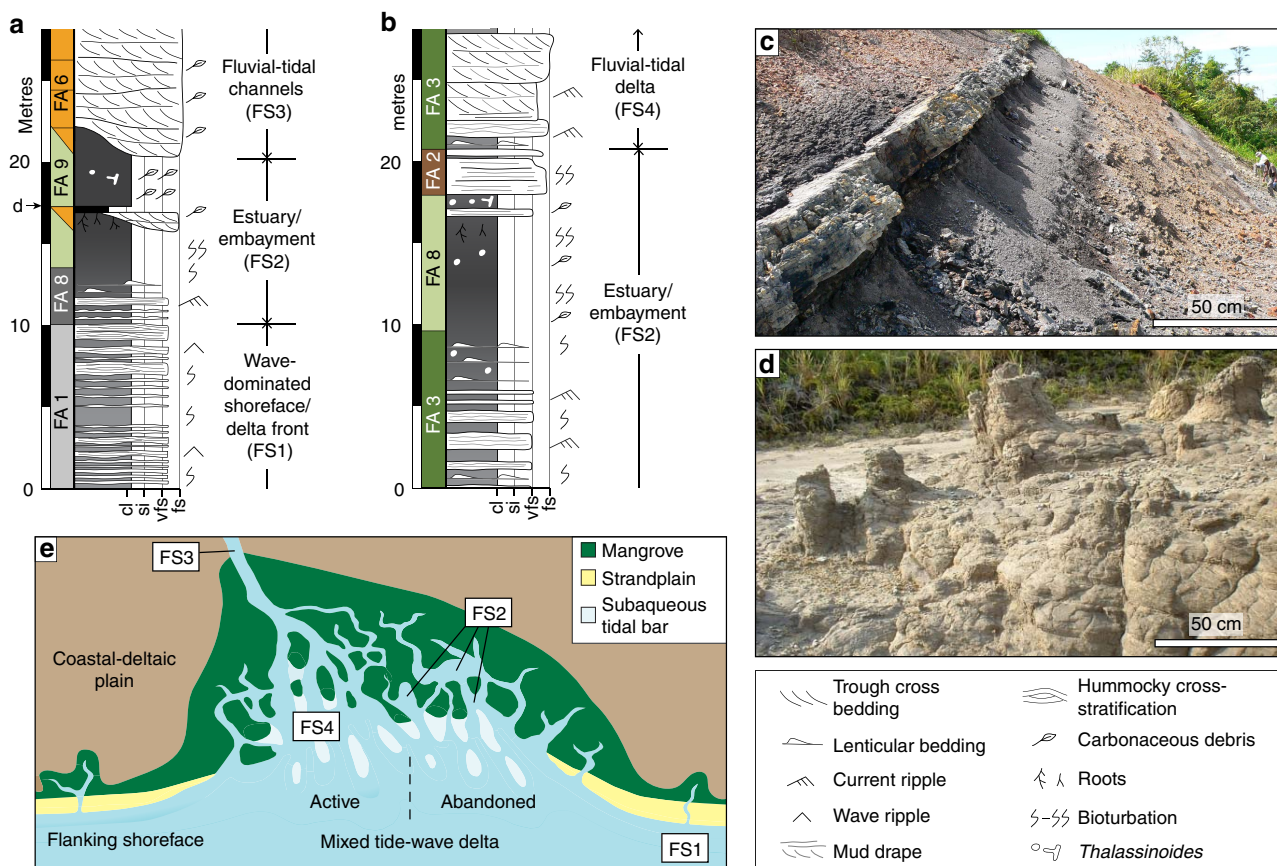 a
Metres
20
d
10
0
FA 6
FA 9
FA 8
FA 1
cl
si
vfs
fs
Fluvial-tidal
channels
(FS3)
Estuary/
embayment
(FS2)
Wave-
dominated
shoreface/
delta front
(FS1)
b
metres
20
10
0
FA 3
FA 2
FA 8
FA 3
cl
si
vfs
fs
Fluvial-tidal
delta
(FS4)
Estuary/
embayment
(FS2)
c
50 cm
d
50 cm
e
FS3
FS2
FS4
FS1
Mangrove
Strandplain
Subaqueous
tidal bar
Coastal-deltaic
plain
Active
Abandoned
Flanking shoreface
Mixed tide-wave delta
Trough cross
bedding
Lenticular bedding
Current ripple
Wave ripple
Mud drape
Hummocky cross-
stratification
Carbonaceous debris
Roots
Bioturbation
Thalassinoides